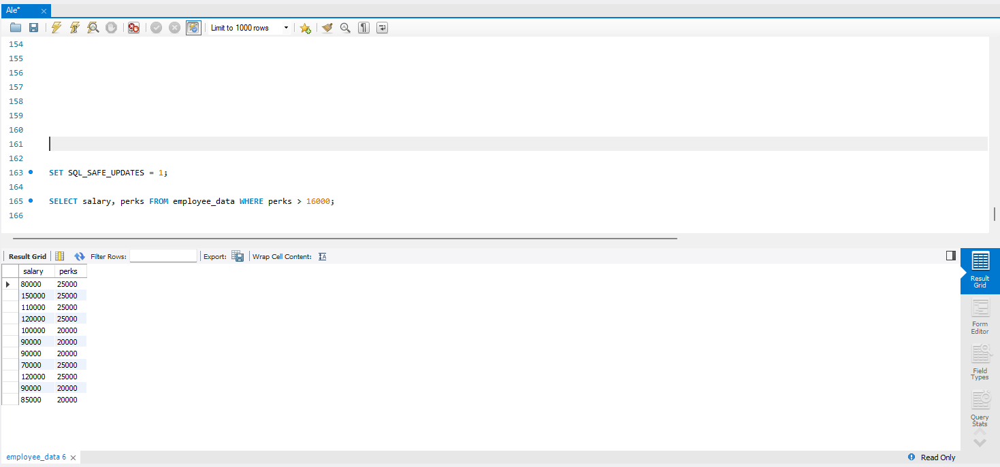 Ale*
Limit to 1000 rows
154
155
156
157
158
159
160
161
162
163 SET SQL_SAFE_UPDATES = 1;
164
165 SELECT salary, perks FROM employee_data WHERE perks > 16000;
166
Result Grid Filter Rows: Export: Wrap Cell Content:
salary perks
80000 25000
150000 25000
110000 25000
120000 25000
100000 20000
90000 20000
90000 20000
70000 25000
120000 25000
90000 20000
85000 20000
Result
Grid
Form
Editor
Field
Types
Query
Stats
employee_data 6 Read Only